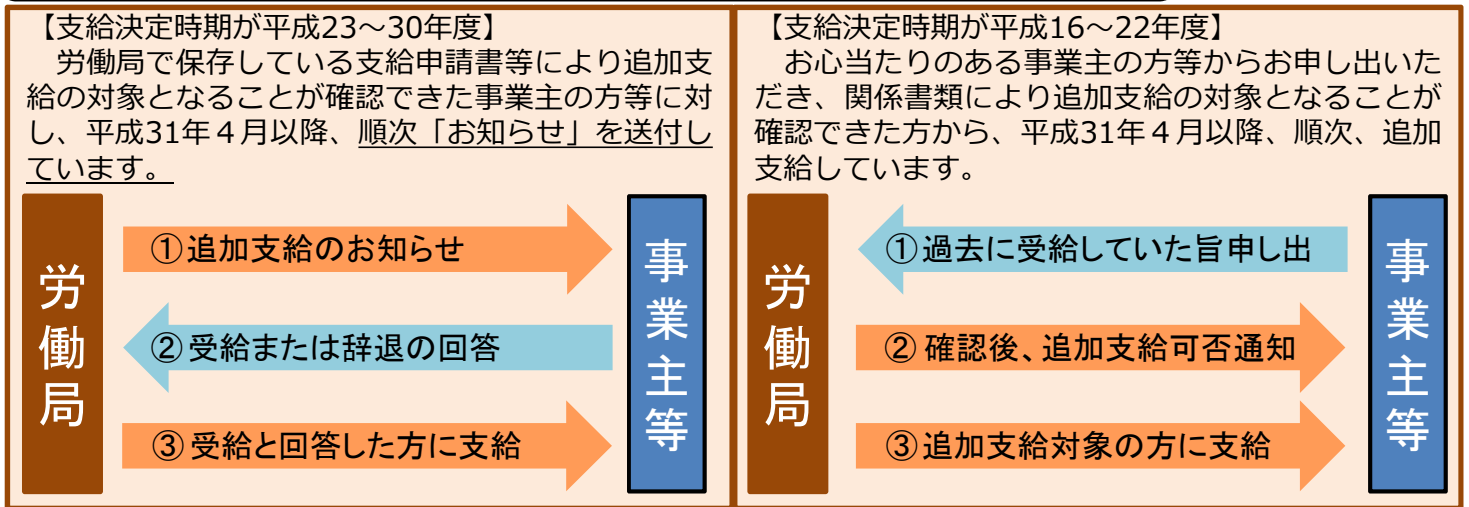 【支給決定時期が平成23～30年度】
労働局で保存している支給申請書等により追加支
給の対象となることが確認できた事業主の方等に対
し、平成31年４月以降、順次「お知らせ」を送付し
ています。
労働局
①追加支給のお知らせ
②受給または辞退の回答
③受給と回答した方に支給
事業主等
【支給決定時期が平成16～22年度】
お心当たりのある事業主の方等からお申し出いた
だき、関係書類により追加支給の対象となることが
確認できた方から、平成31年４月以降、順次、追加
支給しています。
労働局
①過去に受給していた旨申し出
②確認後、追加支給可否通知
③追加支給対象の方に支給
事業主等